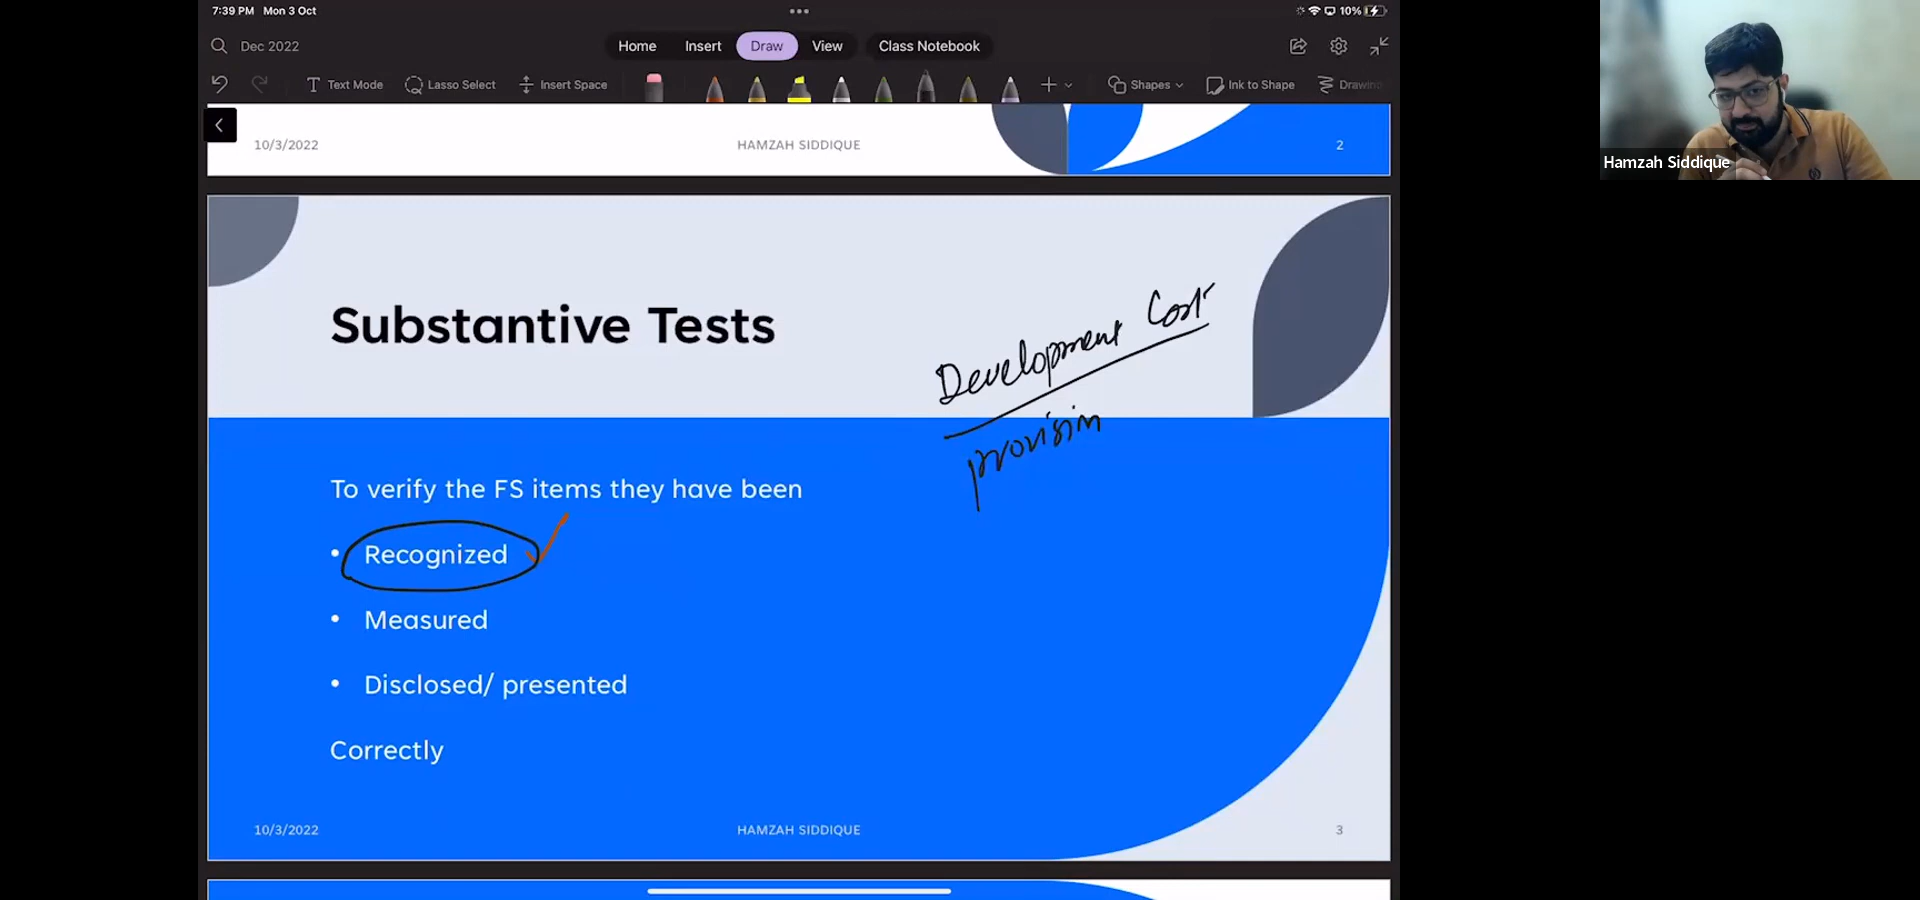 7:39 PM Mon 3 Oct
10%
Dec 2022
Home Insert Draw View Class Notebook
Text Mode Lasso Select Insert Space Shapes Ink to Shape Drawing
10/3/2022 HAMZAH SIDDIQUE 2
Hamzah Siddique
Substantive Tests
Development Cost
provision
To verify the FS items they have been
• Recognized
• Measured
• Disclosed/ presented
Correctly
10/3/2022 HAMZAH SIDDIQUE 3